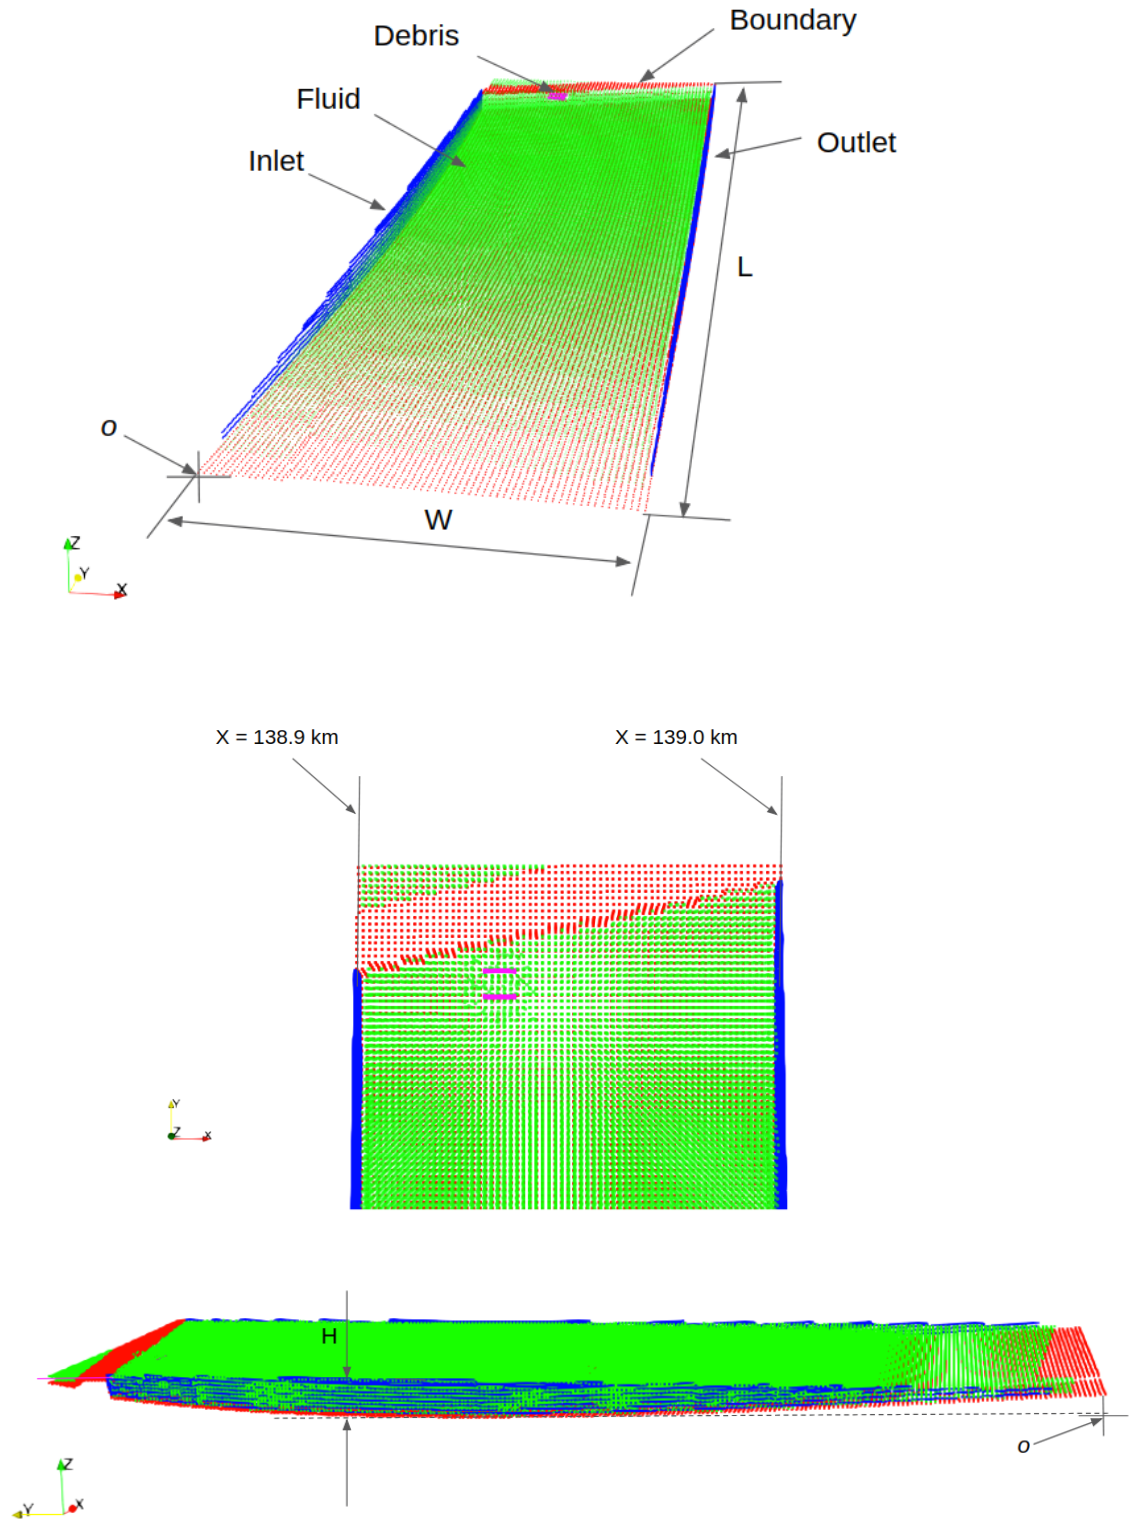 Boundary
Debris
Fluid
Outlet
Inlet
L
o
W
Z
Y
X
X = 138.9 km
X = 139.0 km
Y
Z
X
H
o
Z
Y
X